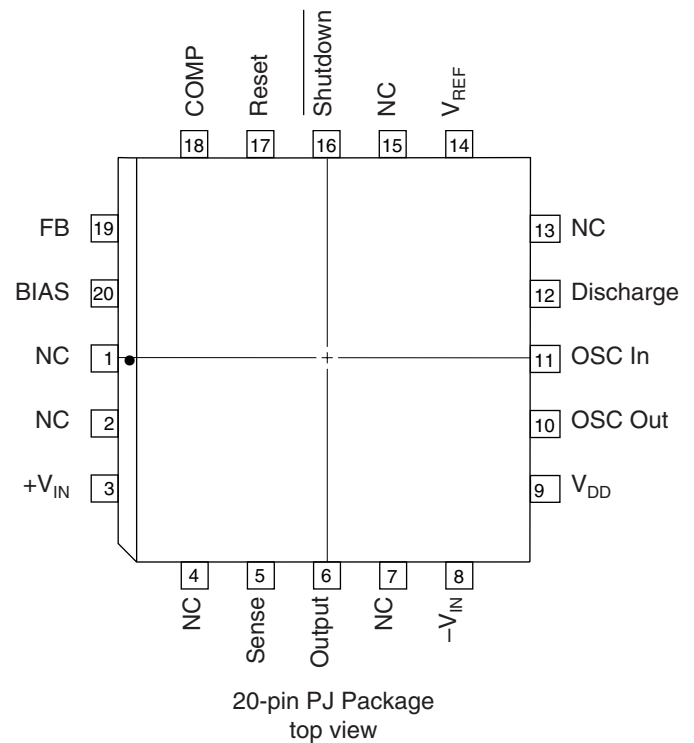 COMP
Reset
Shutdown
NC
VREF
18
17
16
15
14
FB 19
BIAS 20
NC 1
NC 2
+VIN 3
13 NC
12 Discharge
11 OSC In
10 OSC Out
9 VDD
4
5
6
7
8
NC
Sense
Output
NC
–VIN
20-pin PJ Package
top view